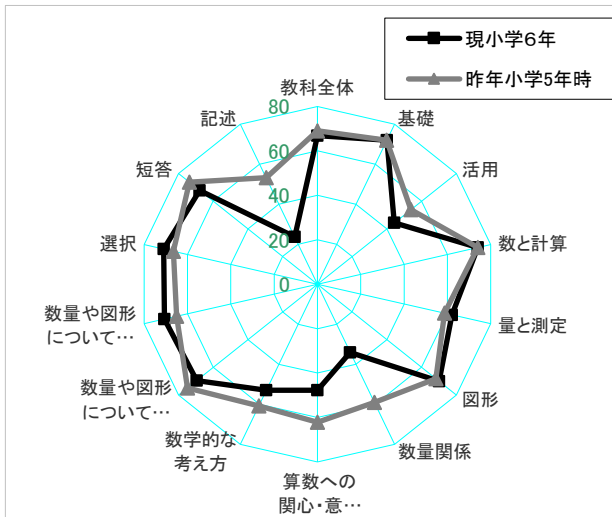 現小学6年
昨年小学5年時
教科全体
基礎
活用
数と計算
量と測定
図形
数量関係
算数への
関心・意…
数学的な
考え方
数量や図形
について…
数量や図形
について…
選択
短答
記述
80
60
40
20
0